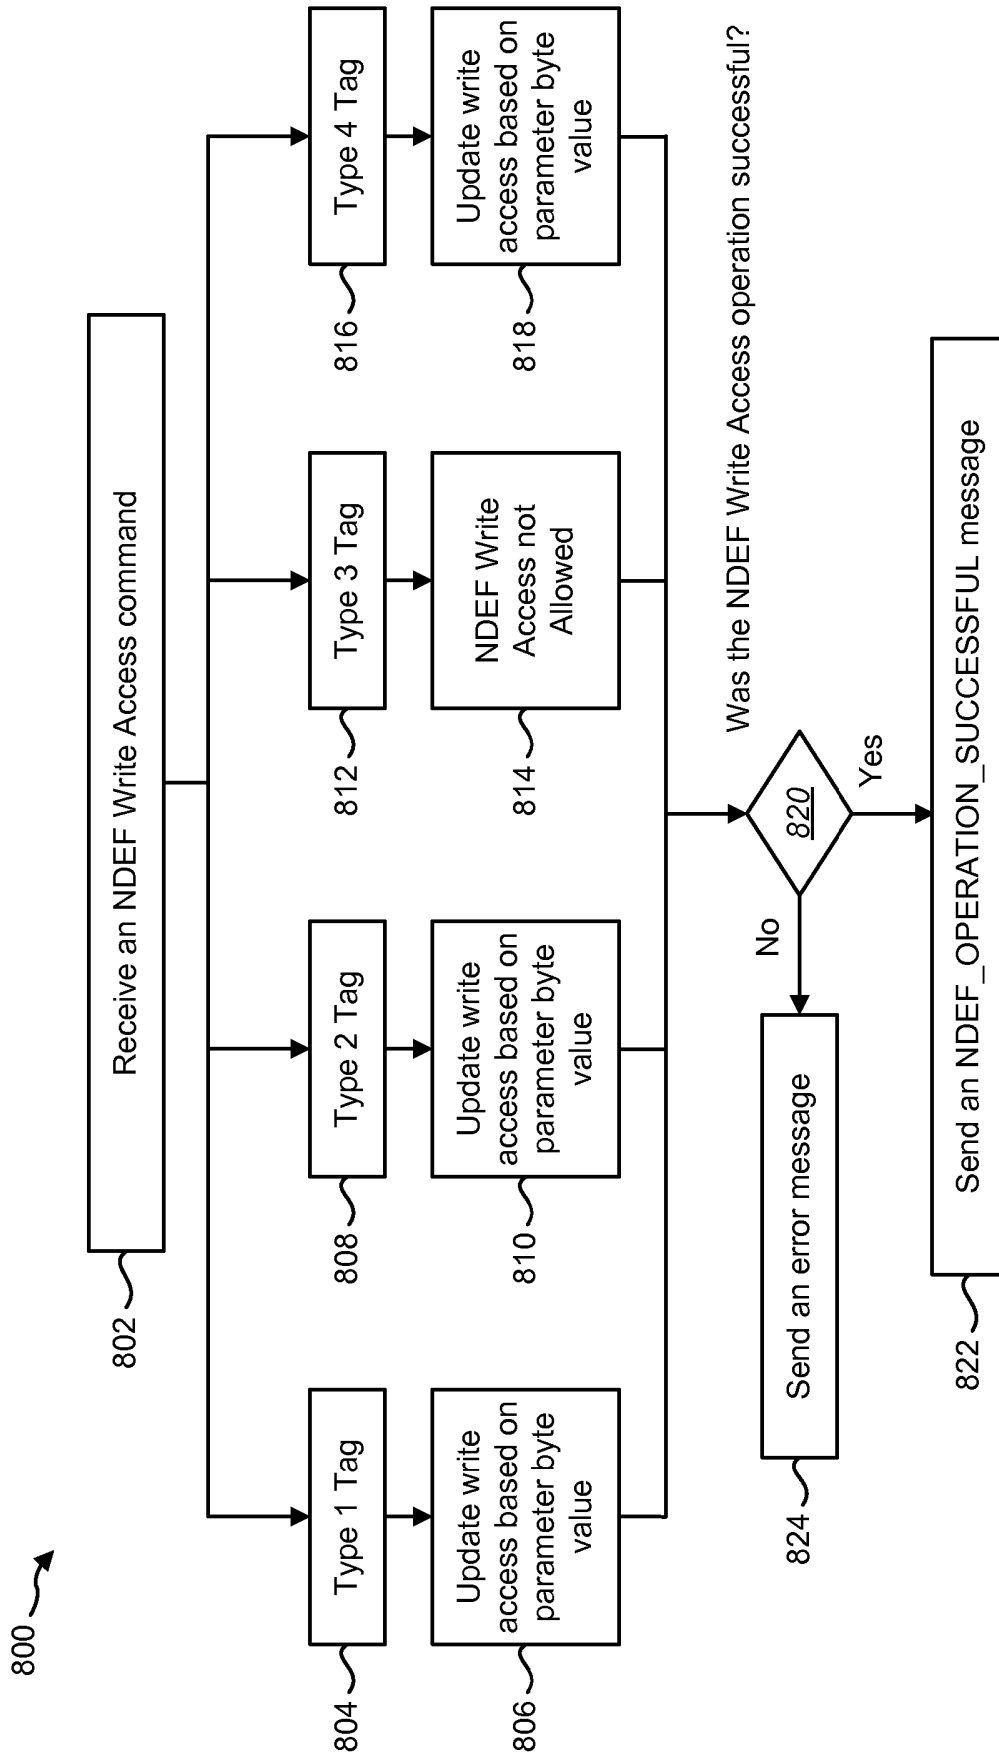 800
Receive an NDEF Write Access command
802
Type 1 Tag
804
Type 2 Tag
808
Type 3 Tag
812
Type 4 Tag
816
Update write
access based on
parameter byte
value
806
Update write
access based on
parameter byte
value
810
NDEF Write
Access not
Allowed
814
Update write
access based on
parameter byte
value
818
Was the NDEF Write Access operation successful?
820
No
Yes
Send an error message
824
Send an NDEF_OPERATION_SUCCESSFUL message
822